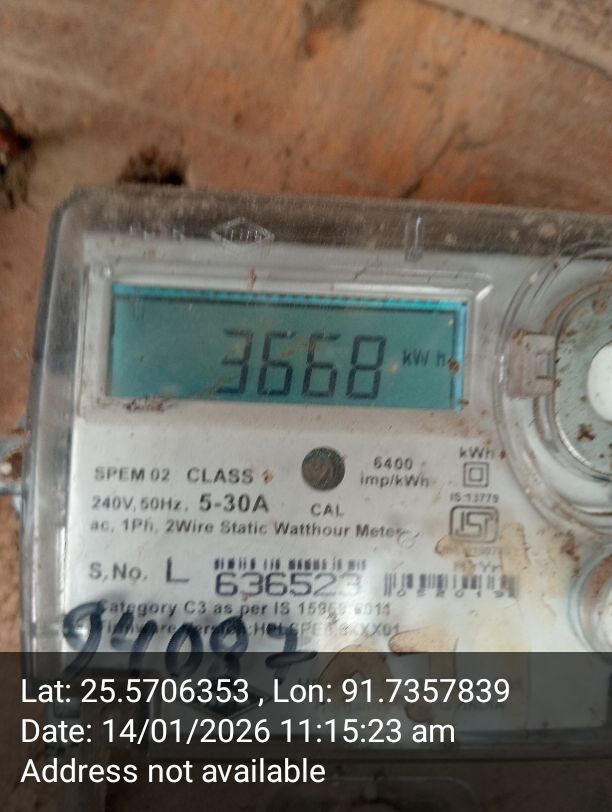 3668 kWh
SPEM 02 CLASS 1
6400 imp/kWh
kWh
240V, 50Hz, 5-30A
CAL
IS:13779
ac, 1Ph, 2Wire Static Watthour Meter
S.No. L 636523
Category C3 as per IS 15959
Lat: 25.5706353 , Lon: 91.7357839
Date: 14/01/2026 11:15:23 am
Address not available